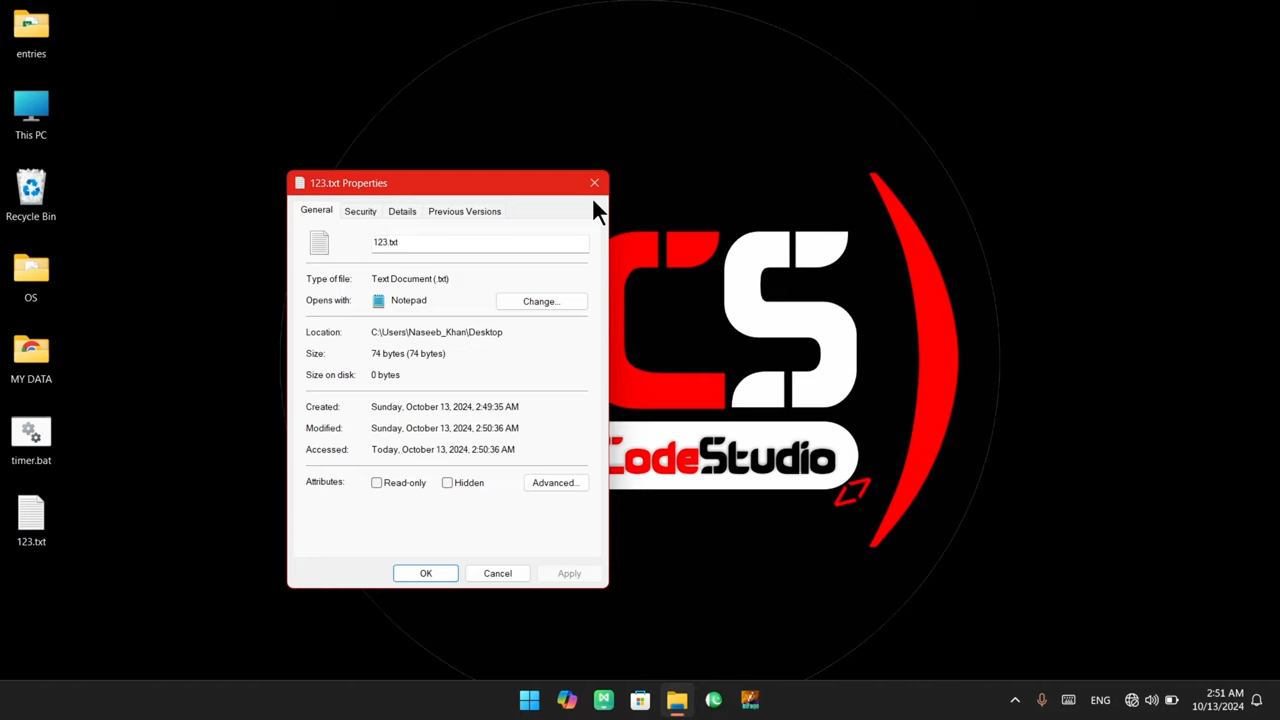 entries
This PC
Recycle Bin
OS
MY DATA
timer.bat
123.txt
123.txt Properties
General Security Details Previous Versions
123.txt
Type of file: Text Document (.txt)
Opens with: Notepad Change...
Location: C:\Users\Naseeb_Khan\Desktop
Size: 74 bytes (74 bytes)
Size on disk: 0 bytes
Created: Sunday, October 13, 2024, 2:49:35 AM
Modified: Sunday, October 13, 2024, 2:50:36 AM
Accessed: Today, October 13, 2024, 2:50:36 AM
Attributes: Read-only Hidden Advanced...
OK Cancel Apply
CS
CodeStudio
ENG
2:51 AM
10/13/2024